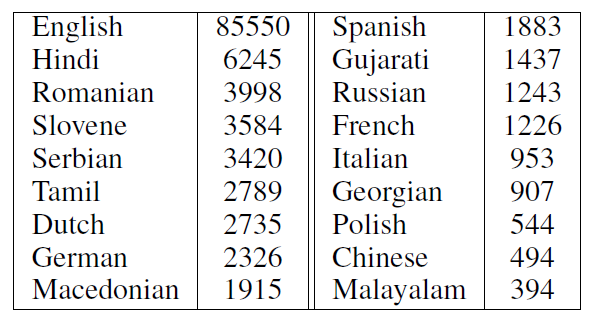 English 85550 Spanish 1883
Hindi 6245 Gujarati 1437
Romanian 3998 Russian 1243
Slovene 3584 French 1226
Serbian 3420 Italian 953
Tamil 2789 Georgian 907
Dutch 2735 Polish 544
German 2326 Chinese 494
Macedonian 1915 Malayalam 394